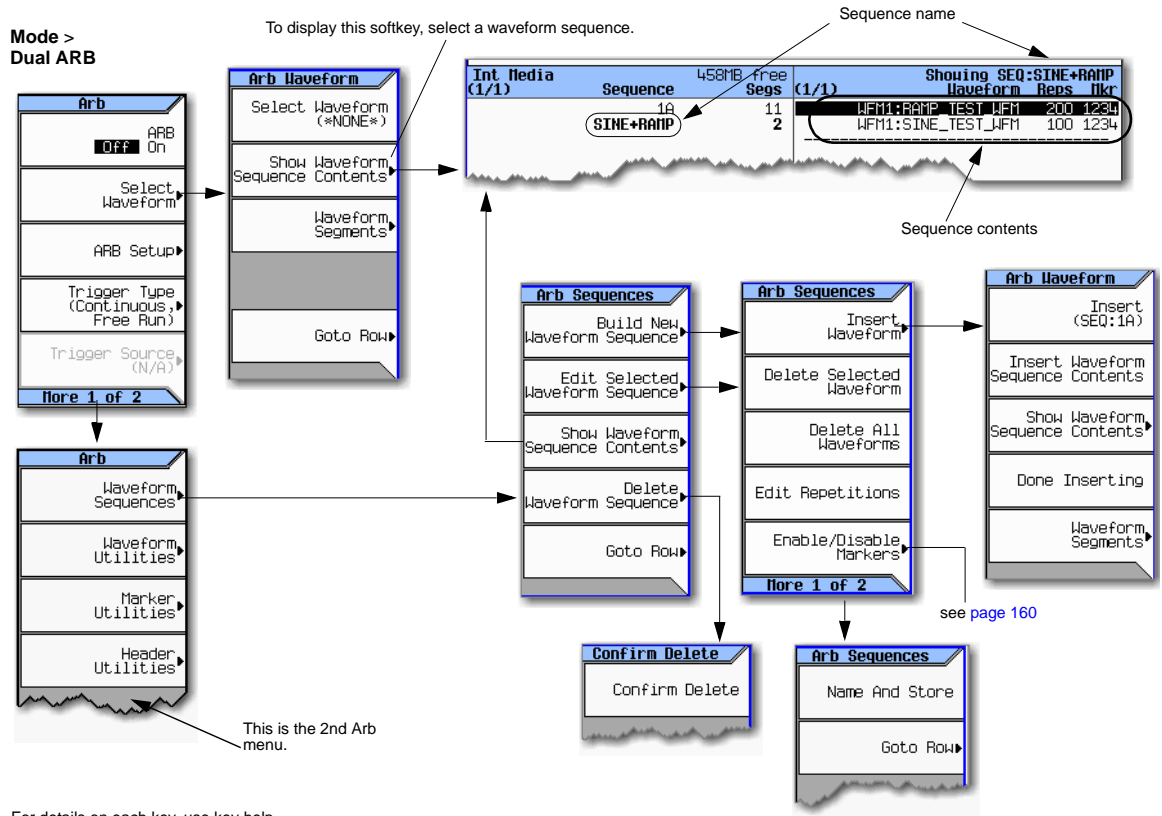 To display this softkey, select a waveform sequence.
Sequence name
Mode >
Dual ARB
Arb
ARB
Off On
Select
Waveform
ARB Setup
Trigger Type
(Continuous,
Free Run)
Trigger Source
(N/A)
More 1 of 2
Arb Waveform
Select Waveform
(*NONE*)
Show Waveform
Sequence Contents
Waveform
Segments
Goto Row
Int Media 458MB free
(1/1) Sequence Segs
1A 11
SINE+RAMP 2
Showing SEQ:SINE+RAMP
(1/1) Waveform Reps Mkr
WFM1:RAMP_TEST_WFM 200 1234
WFM1:SINE_TEST_WFM 100 1234
Sequence contents
Arb
Waveform
Sequences
Waveform
Utilities
Marker
Utilities
Header
Utilities
This is the 2nd Arb
menu.
Arb Sequences
Build New
Waveform Sequence
Edit Selected
Waveform Sequence
Show Waveform
Sequence Contents
Delete
Waveform Sequence
Goto Row
Arb Sequences
Insert
Waveform
Delete Selected
Waveform
Delete All
Waveforms
Edit Repetitions
Enable/Disable
Markers
More 1 of 2
see page 160
Arb Waveform
Insert
(SEQ:1A)
Insert Waveform
Sequence Contents
Show Waveform
Sequence Contents
Done Inserting
Waveform
Segments
Confirm Delete
Confirm Delete
Arb Sequences
Name And Store
Goto Row
For details on each key, use key help